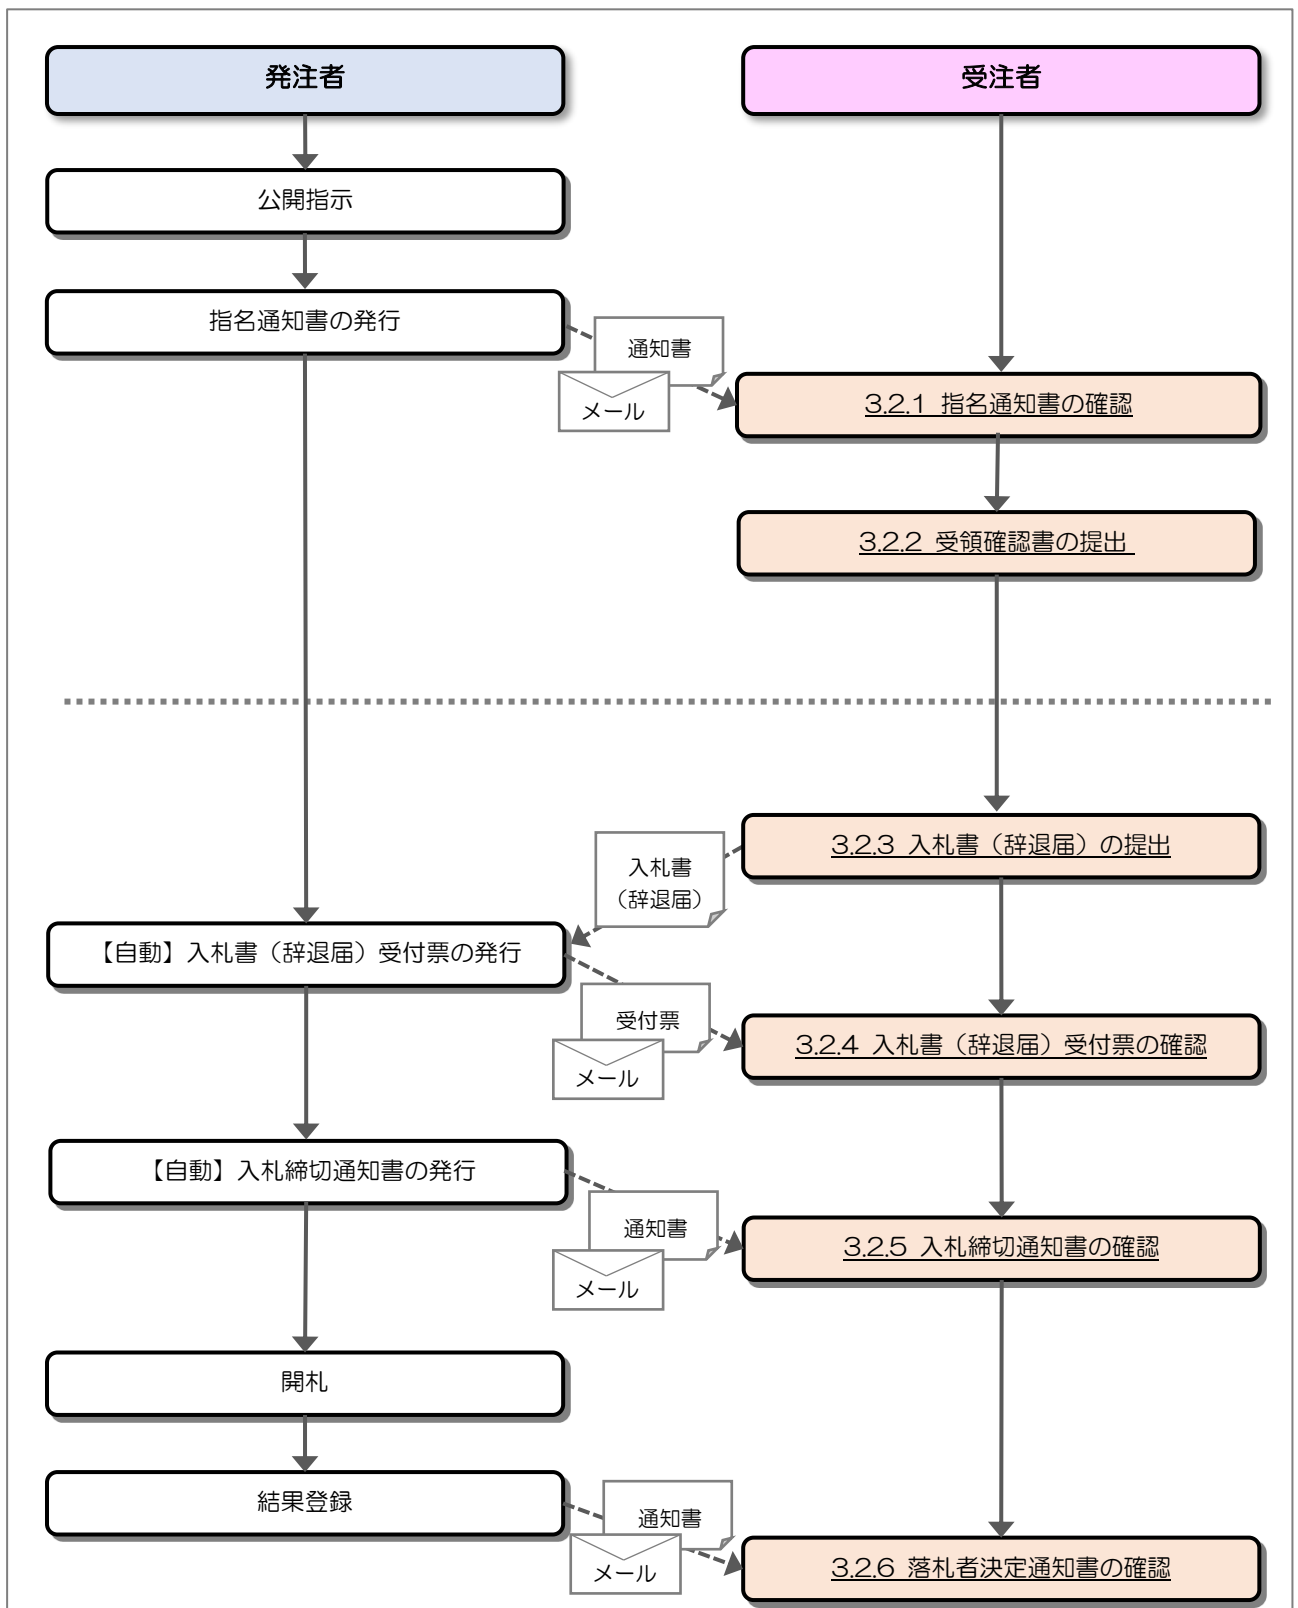 発注者
受注者
公開指示
指名通知書の発行
通知書
メール
3.2.1 指名通知書の確認
3.2.2 受領確認書の提出
3.2.3 入札書（辞退届）の提出
入札書
（辞退届）
【自動】入札書（辞退届）受付票の発行
受付票
メール
3.2.4 入札書（辞退届）受付票の確認
【自動】入札締切通知書の発行
通知書
メール
3.2.5 入札締切通知書の確認
開札
結果登録
通知書
メール
3.2.6 落札者決定通知書の確認